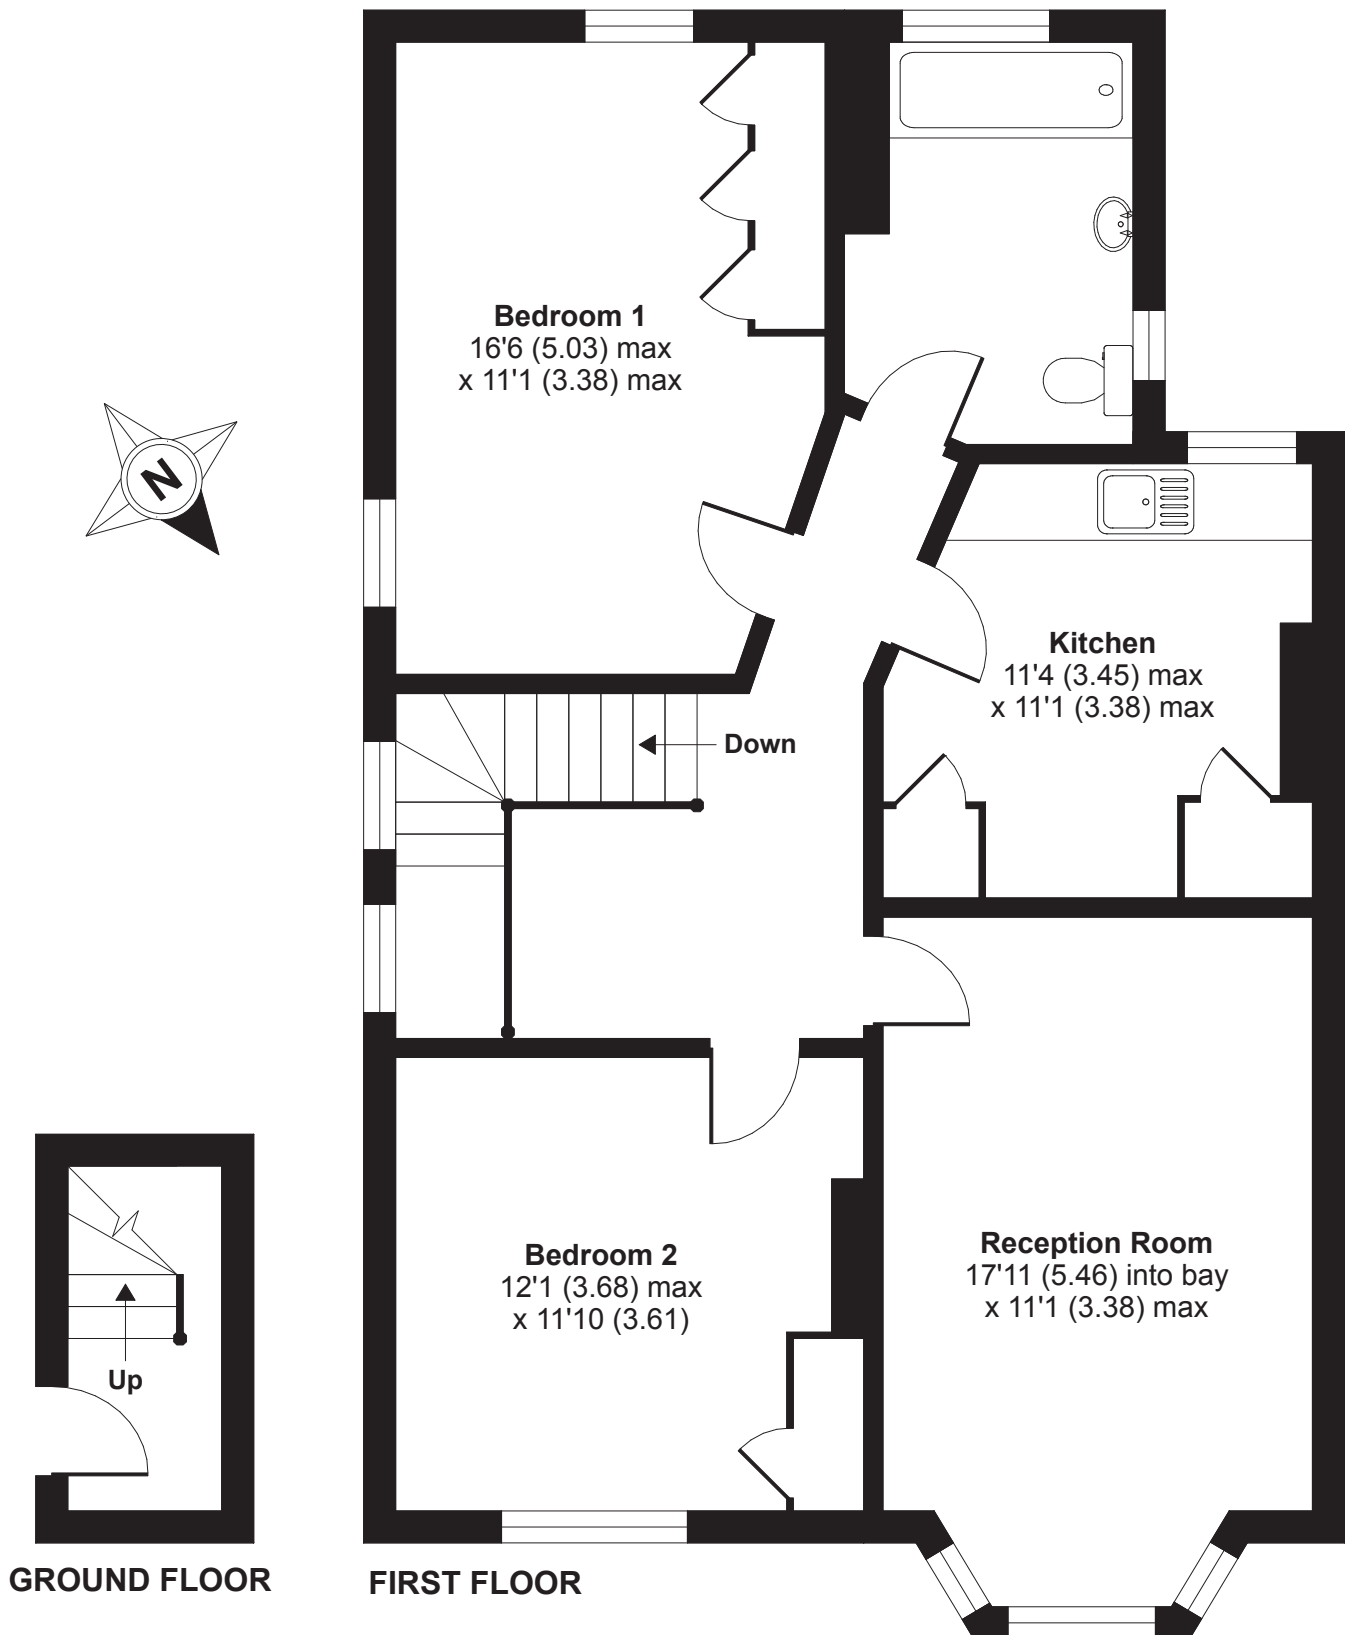 Bedroom 1
16'6 (5.03) max
x 11'1 (3.38) max
N
Kitchen
11'4 (3.45) max
x 11'1 (3.38) max
Down
Bedroom 2
12'1 (3.68) max
x 11'10 (3.61)
Reception Room
17'11 (5.46) into bay
x 11'1 (3.38) max
Up
GROUND FLOOR
FIRST FLOOR